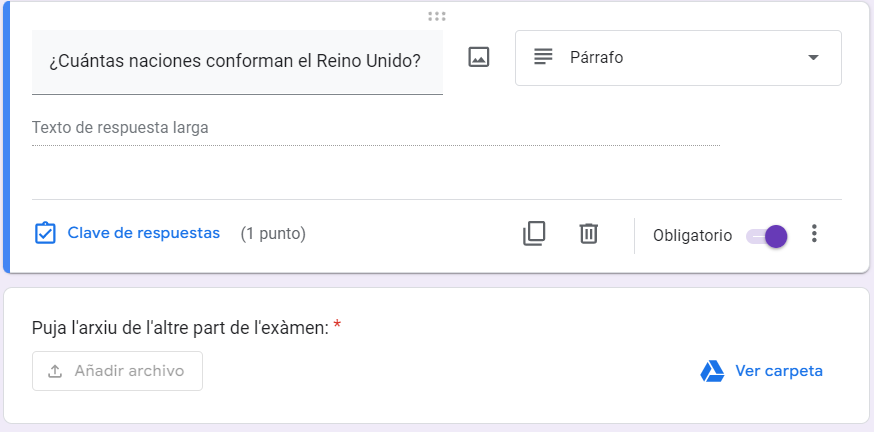 ¿Cuántas naciones conforman el Reino Unido?
Párrafo
Texto de respuesta larga
Clave de respuestas
(1 punto)
Obligatorio
Puja l'arxiu de l'altre part de l'exàmen: *
Añadir archivo
Ver carpeta